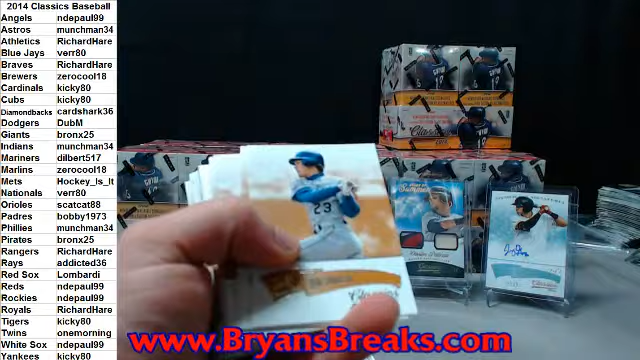 2014 Classics Baseball
Angels ndepaul99
Astros munchman34
Athletics RichardHare
Blue Jays verr80
Braves RichardHare
Brewers zerocool18
Cardinals kicky80
Cubs kicky80
Diamondbacks cardshark36
Dodgers DubM
Giants bronx25
Indians munchman34
Mariners dilbert517
Marlins zerocool18
Mets Hockey_Is_It
Nationals verr80
Orioles scatcat88
Padres bobby1973
Phillies munchman34
Pirates bronx25
Rangers RichardHare
Rays addicted36
Red Sox Lombardi
Reds ndepaul99
Rockies ndepaul99
Royals RichardHare
Tigers kicky80
Twins onemorning
White Sox ndepaul99
Yankees kicky80
23
Classics
www.BryansBreaks.com